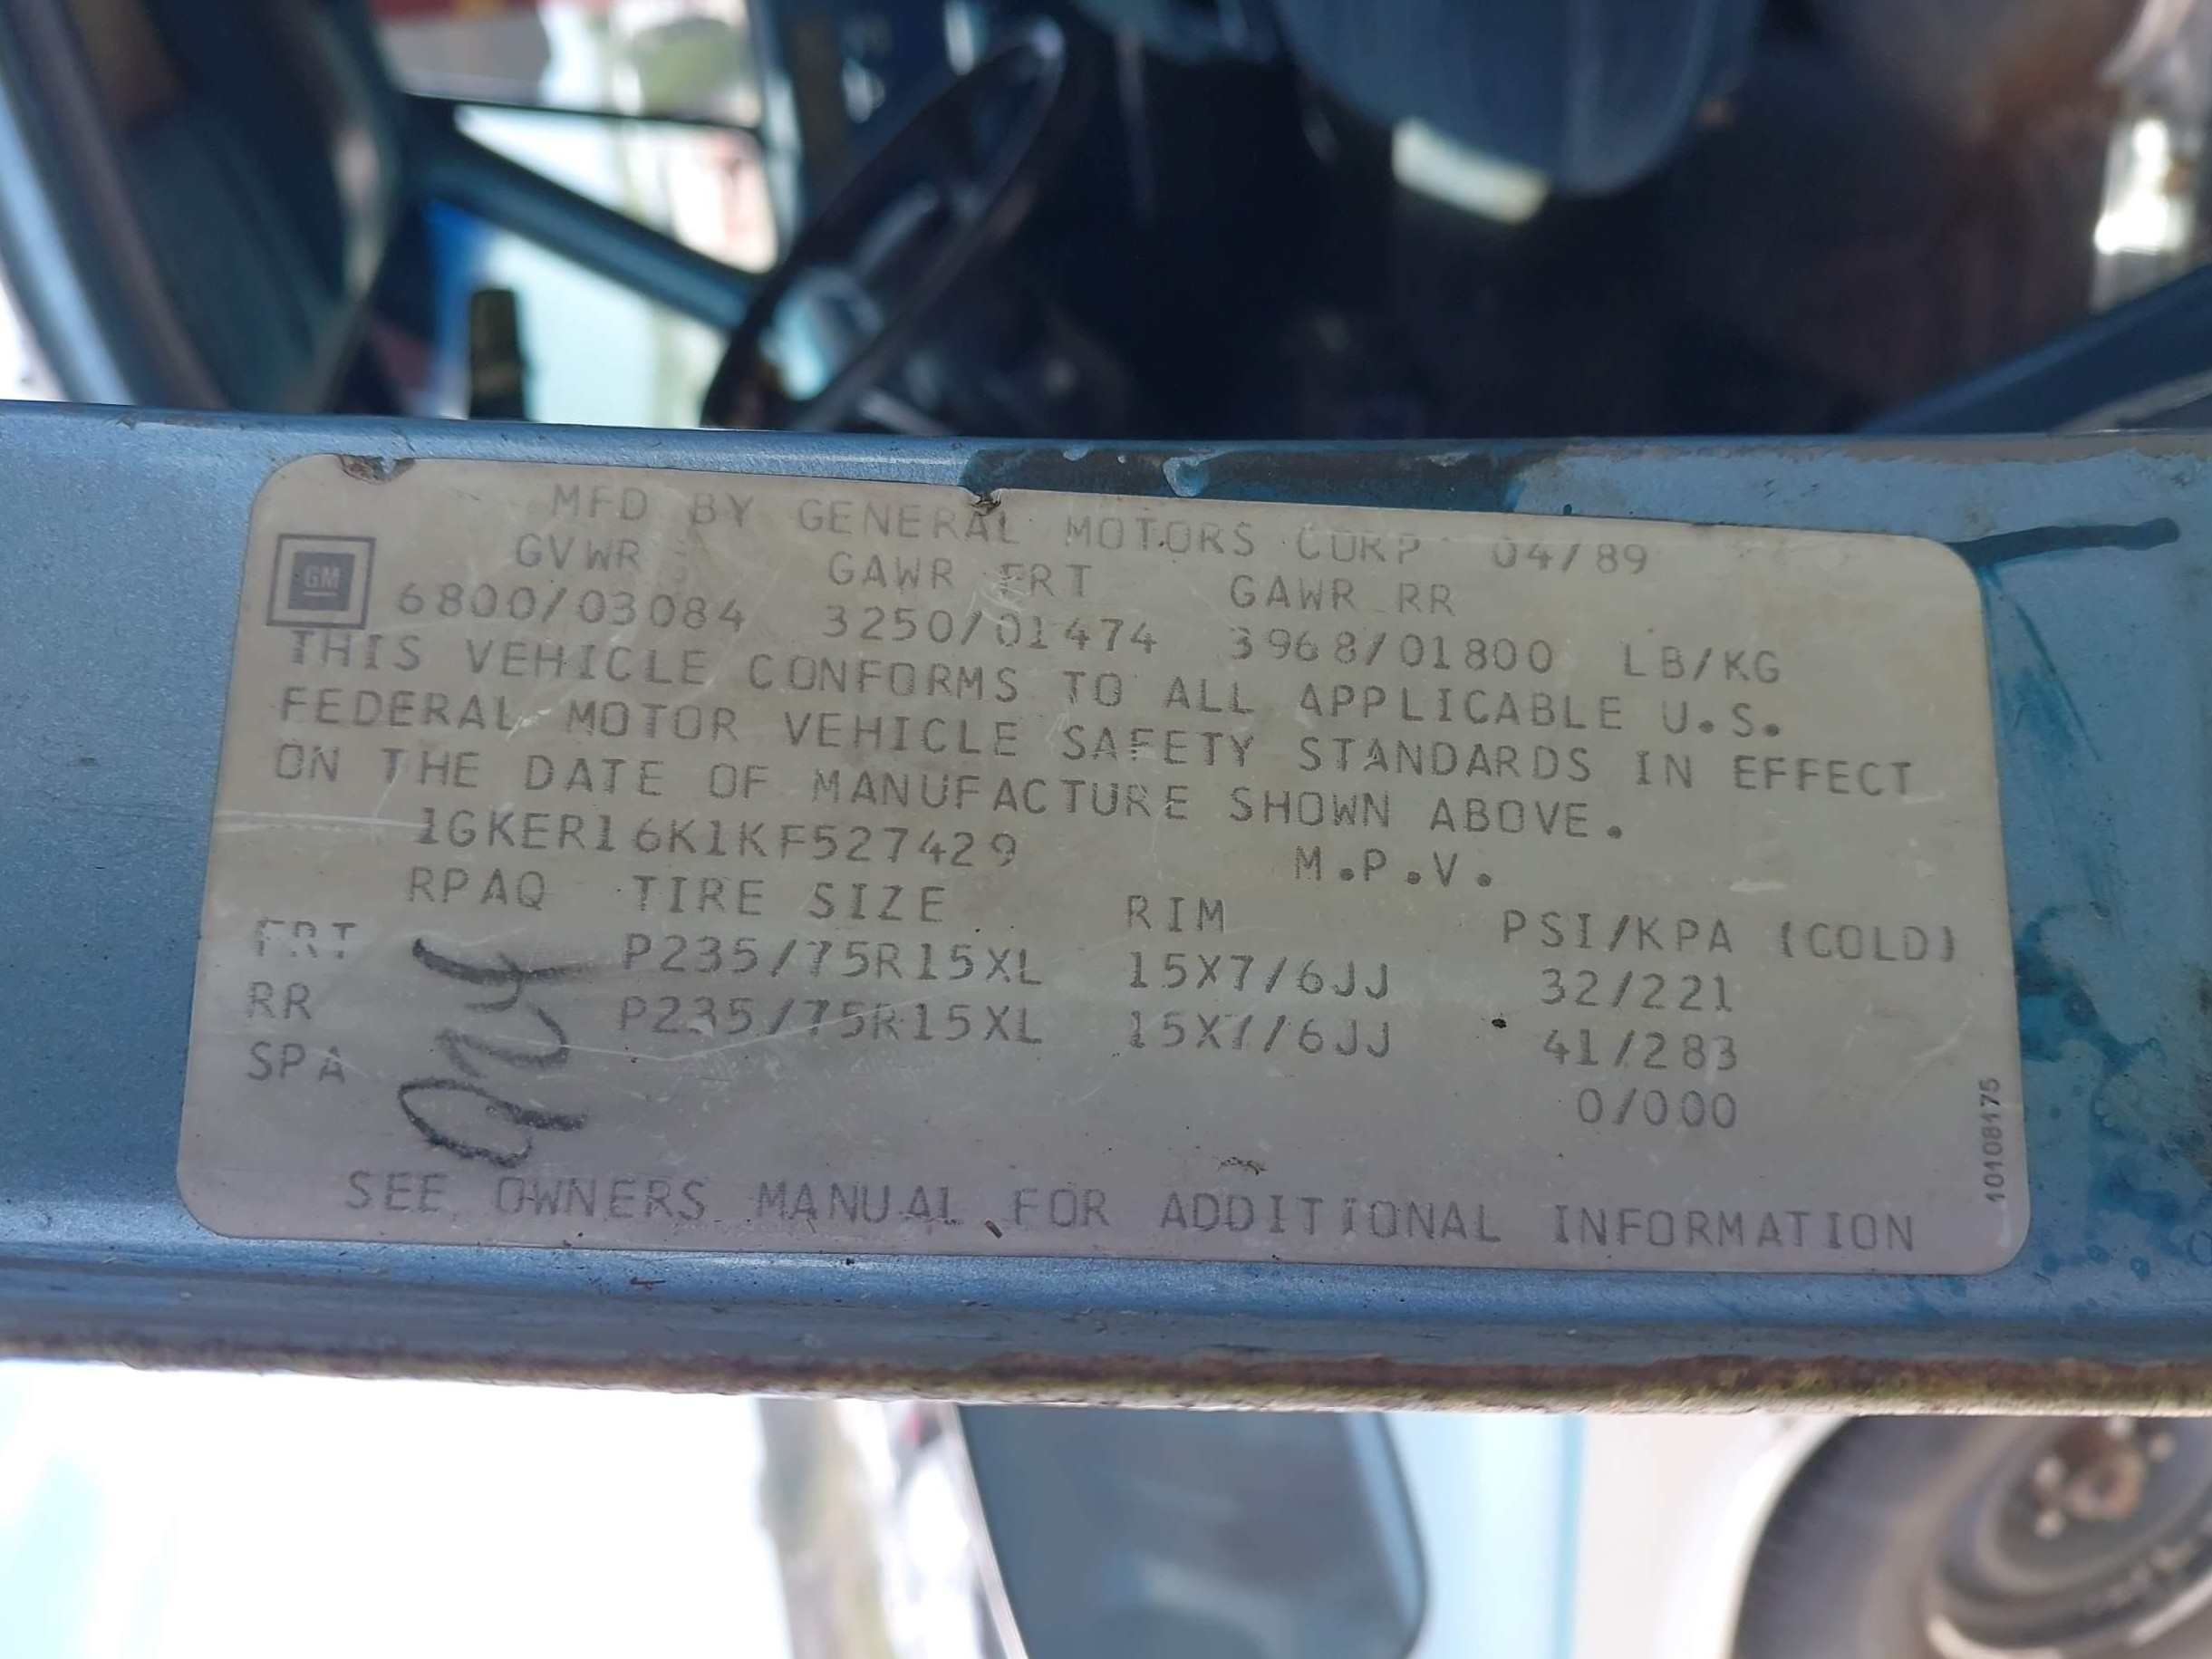 MFD BY GENERAL MOTORS CORP 04/89
GM
GVWR GAWR FRT GAWR RR
6800/03084 3250/01474 3968/01800 LB/KG
THIS VEHICLE CONFORMS TO ALL APPLICABLE U.S.
FEDERAL MOTOR VEHICLE SAFETY STANDARDS IN EFFECT
ON THE DATE OF MANUFACTURE SHOWN ABOVE.
1GKER16K1KF527429 M.P.V.
RPAQ TIRE SIZE RIM PSI/KPA (COLD)
FRT P235/75R15XL 15X7/6JJ 32/221
RR P235/75R15XL 15X7/6JJ 41/283
SPA 0/000
SEE OWNERS MANUAL FOR ADDITIONAL INFORMATION
10108175